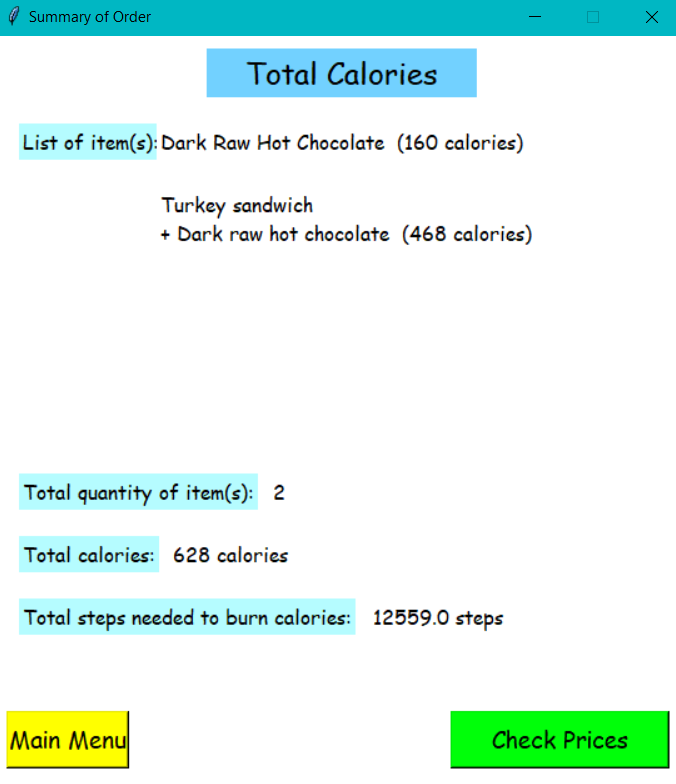 Summary of Order
Total Calories
List of item(s): Dark Raw Hot Chocolate (160 calories)
Turkey sandwich
+ Dark raw hot chocolate (468 calories)
Total quantity of item(s): 2
Total calories: 628 calories
Total steps needed to burn calories: 12559.0 steps
Main Menu
Check Prices